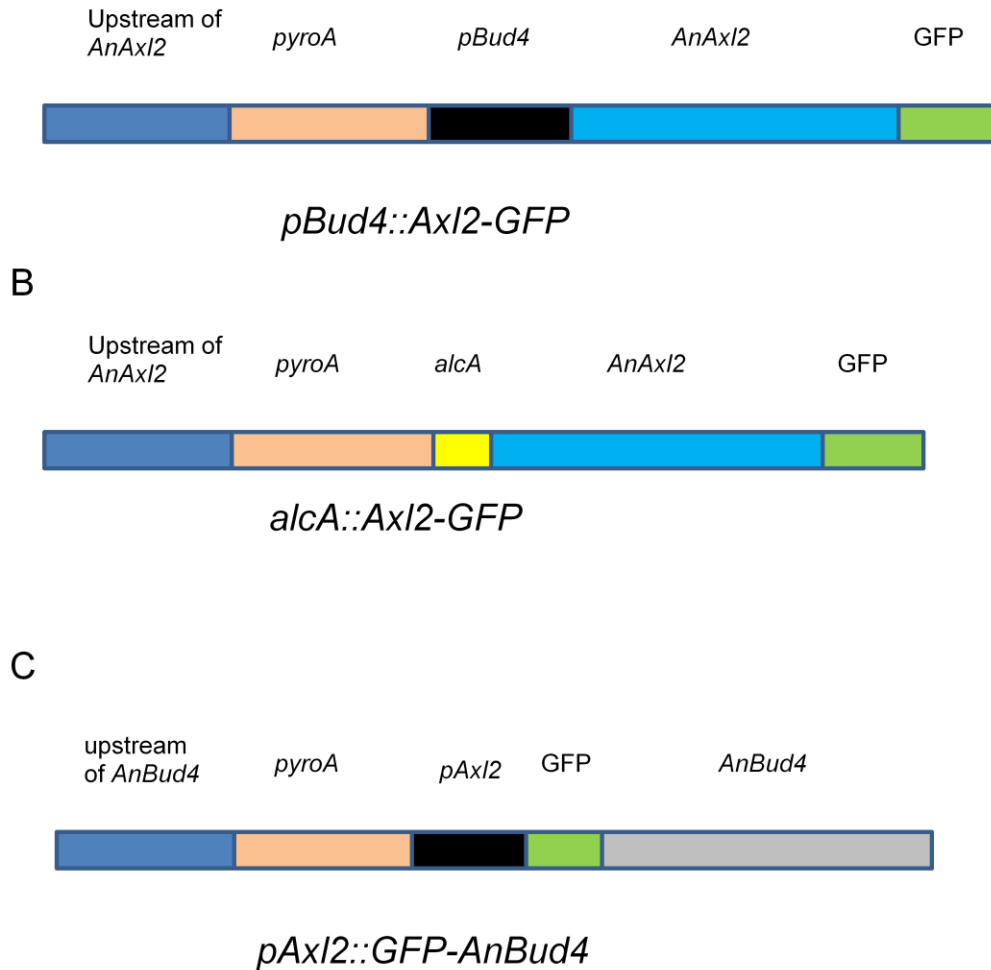 Upstream of
AnAxl2 pyroA pBud4 AnAxl2 GFP
pBud4::Axl2-GFP
B
Upstream of
AnAxl2 pyroA alcA AnAxl2 GFP
alcA::Axl2-GFP
C
upstream
of AnBud4 pyroA pAxl2 GFP AnBud4
pAxl2::GFP-AnBud4